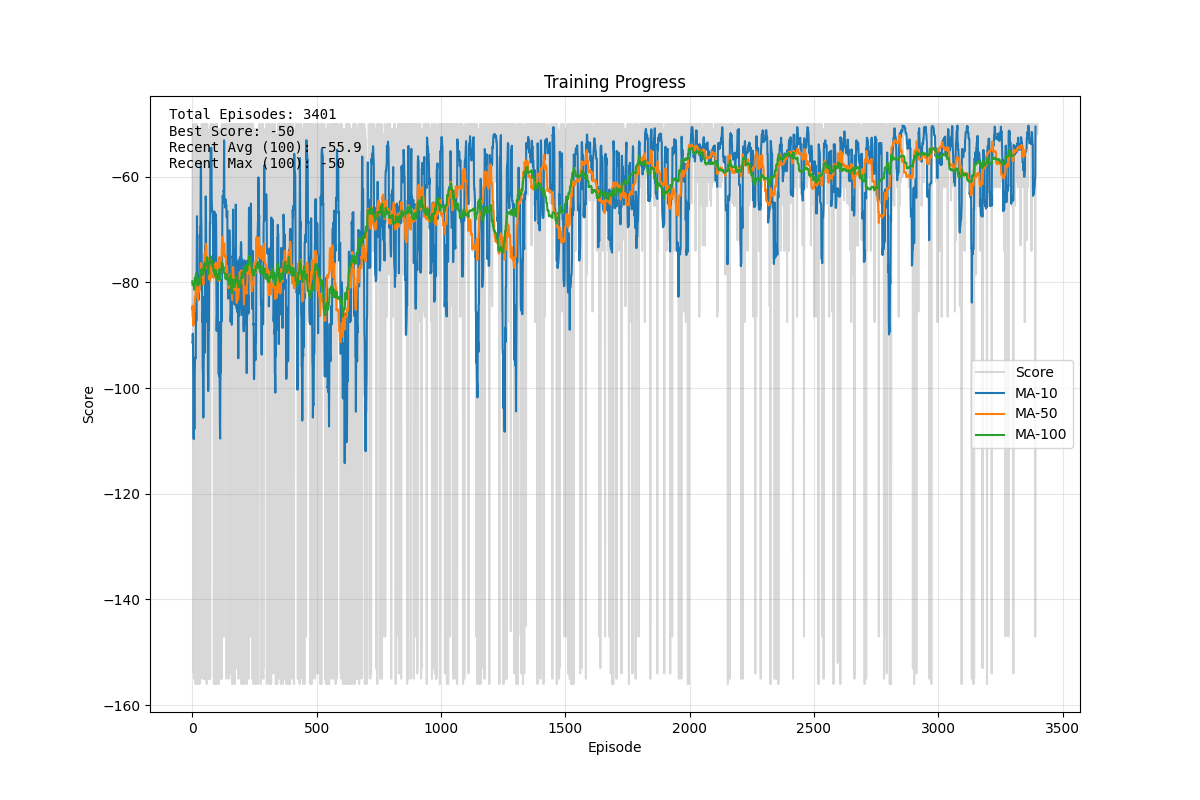 Training Progress
Total Episodes: 3401
Best Score: -50
Recent Avg (100): -55.9
Recent Max (100): -50
Score
−60
−80
−100
−120
−140
−160
Score
MA-10
MA-50
MA-100
0
500
1000
1500
2000
2500
3000
3500
Episode